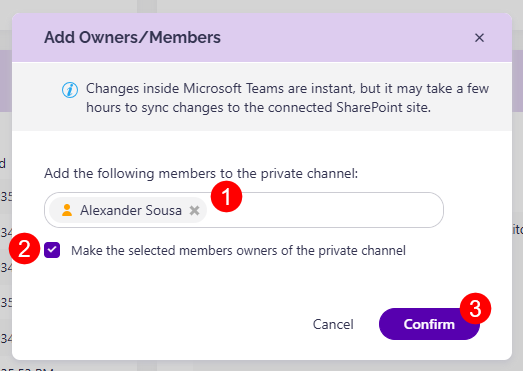 Add Owners/Members
Changes inside Microsoft Teams are instant, but it may take a few
hours to sync changes to the connected SharePoint site.
Add the following members to the private channel:
Alexander Sousa
1
2
Make the selected members owners of the private channel
3
Cancel
Confirm